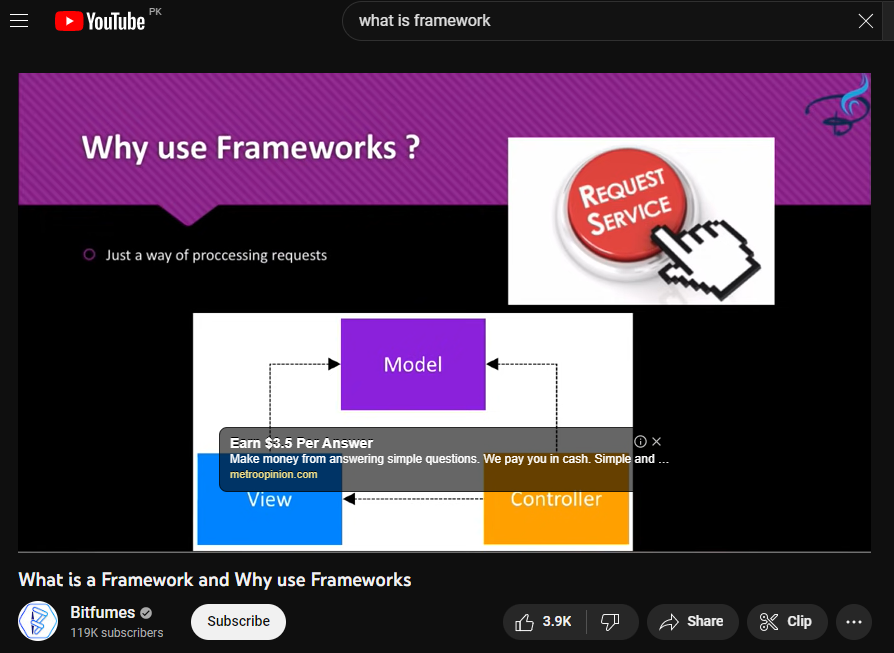 YouTube PK
what is framework
Why use Frameworks ?
REQUEST
SERVICE
Just a way of proccessing requests
Model
Earn $3.5 Per Answer
Make money from answering simple questions. We pay you in cash. Simple and ...
metroopinion.com
View
Controller
What is a Framework and Why use Frameworks
Bitfumes
119K subscribers
Subscribe
3.9K
Share
Clip